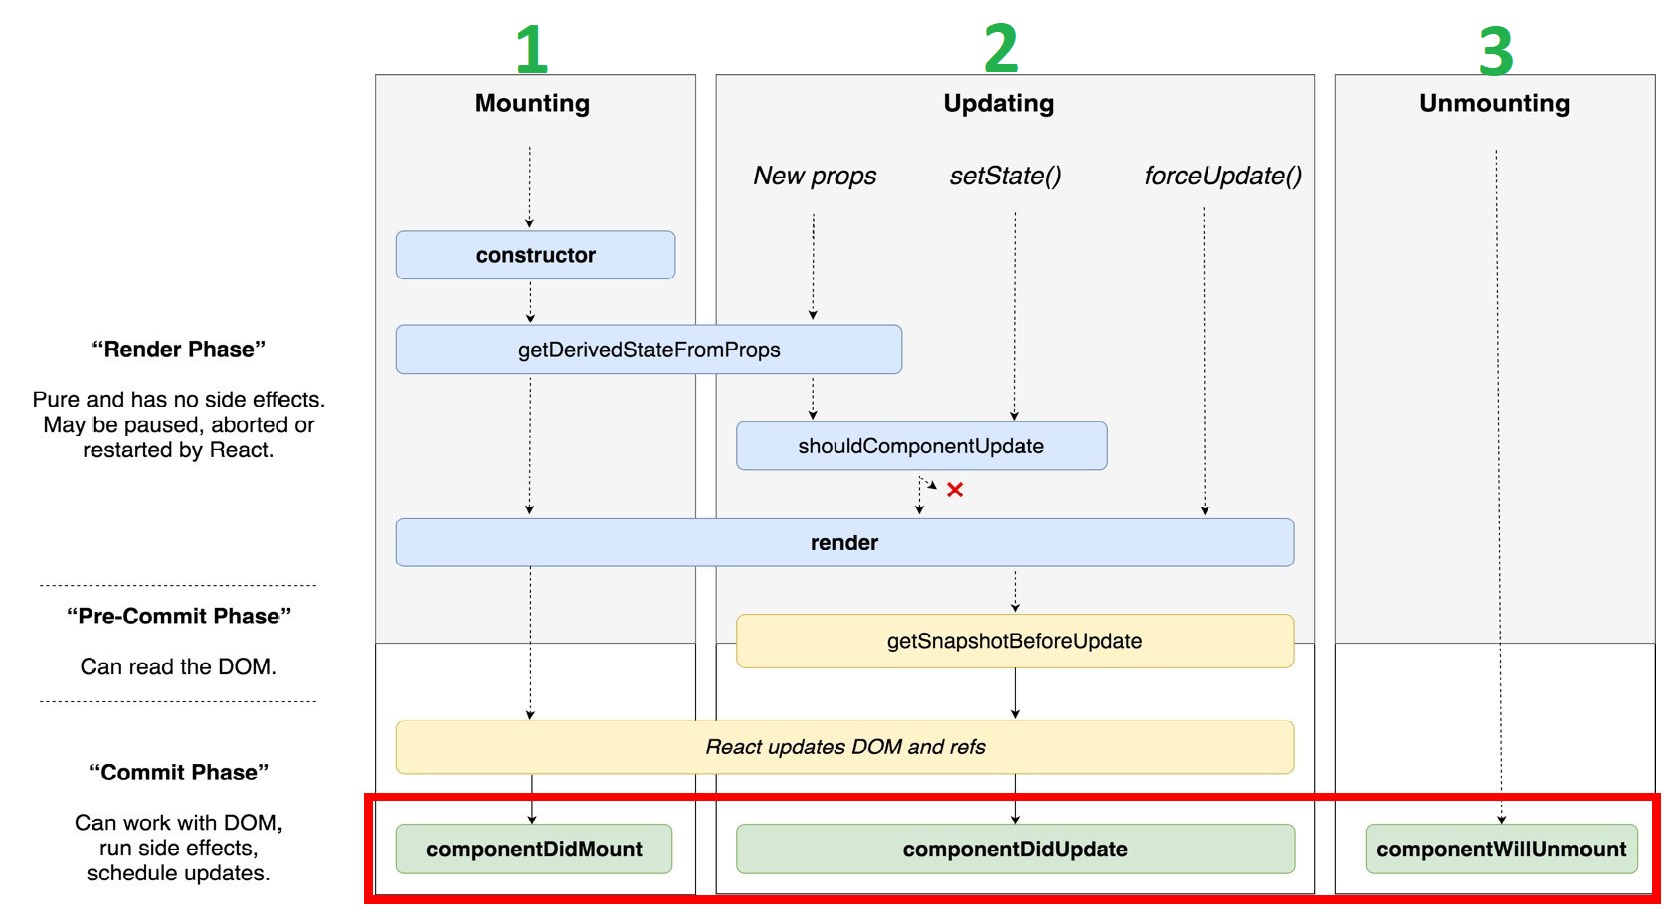 1
2
3
Mounting
Updating
Unmounting
New props
setState()
forceUpdate()
constructor
“Render Phase”
getDerivedStateFromProps
Pure and has no side effects.
May be paused, aborted or
restarted by React.
shouldComponentUpdate
render
“Pre-Commit Phase”
Can read the DOM.
getSnapshotBeforeUpdate
React updates DOM and refs
“Commit Phase”
Can work with DOM,
run side effects,
schedule updates.
componentDidMount
componentDidUpdate
componentWillUnmount